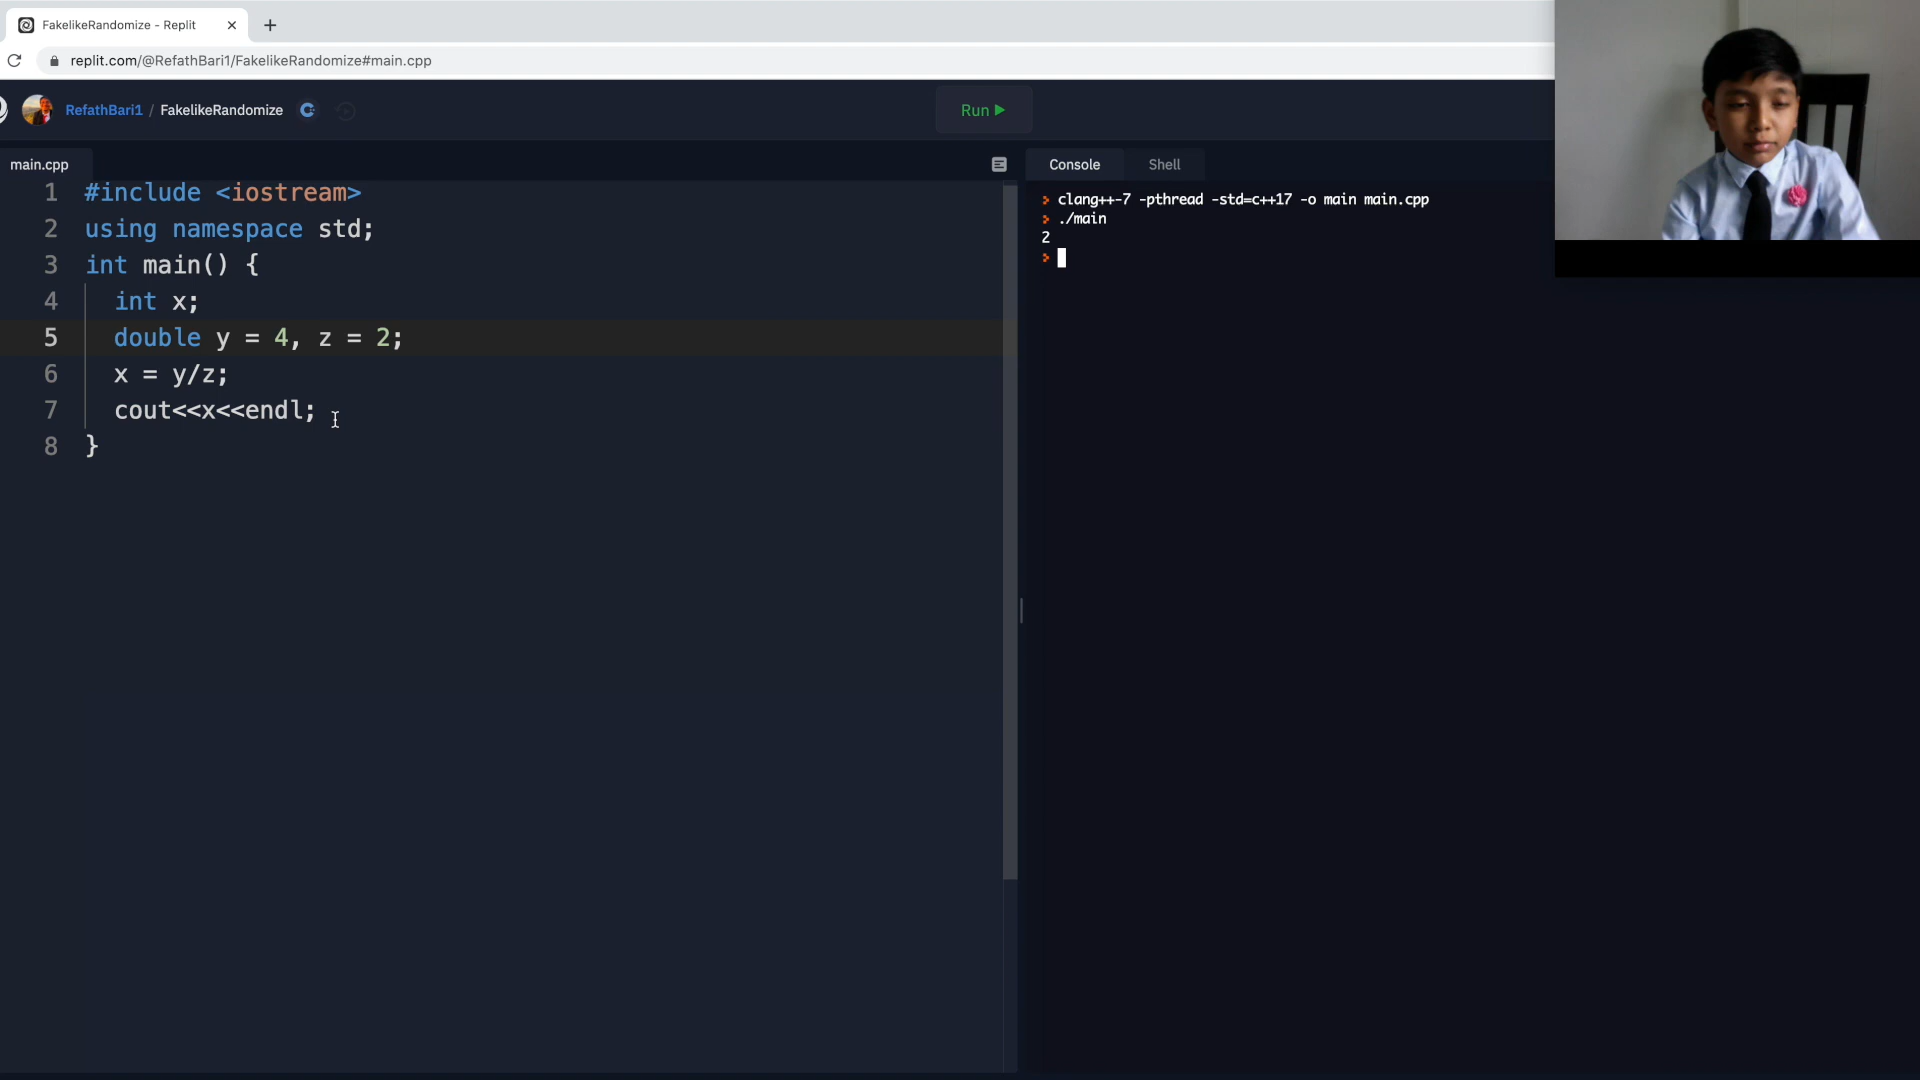 FakelikeRandomize - Replit
replit.com/@RefathBari1/FakelikeRandomize#main.cpp
RefathBari1 / FakelikeRandomize
Run
main.cpp
1 #include <iostream>
2 using namespace std;
3 int main() {
4 int x;
5 double y = 4, z = 2;
6 x = y/z;
7 cout<<x<<endl;
8 }
Console Shell
clang++-7 -pthread -std=c++17 -o main main.cpp
./main
2